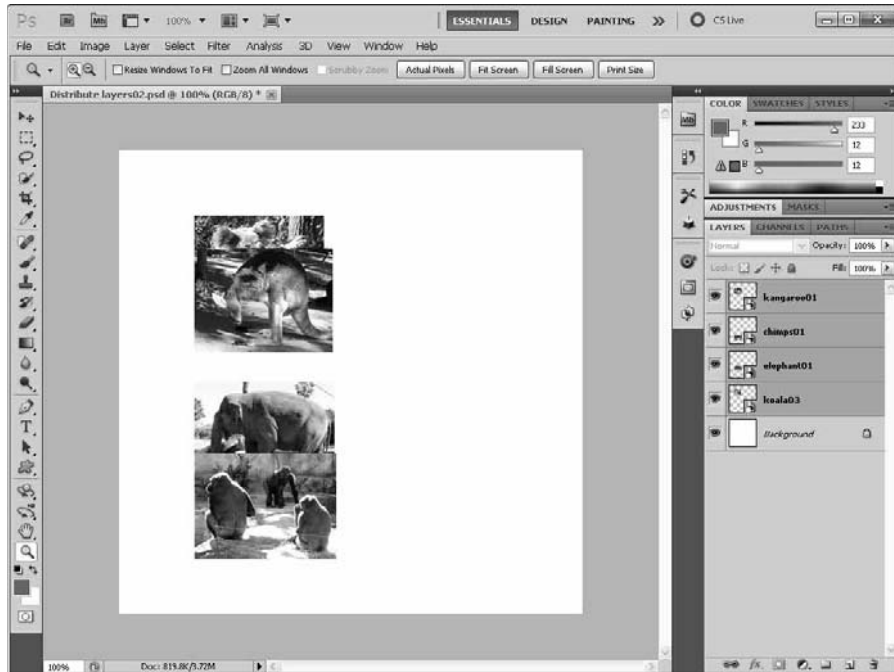 Ps Br Mb 100% ESSENTIALS DESIGN PAINTING >> CS Live
File Edit Image Layer Select Filter Analysis 3D View Window Help
Resize Windows To Fit Zoom All Windows Scrubby Zoom Actual Pixels Fit Screen Fill Screen Print Size
Distribute layers02.psd @ 100% (RGB/8) *
Mb
COLOR SWATCHES STYLES
R 233
G 12
B 12
ADJUSTMENTS MASKS
LAYERS CHANNELS PATHS
Normal Opacity: 100%
Lock: Fill: 100%
kangaroo01
chimps01
elephant01
koala03
Background
100% Doc: 819.8K/3.72M